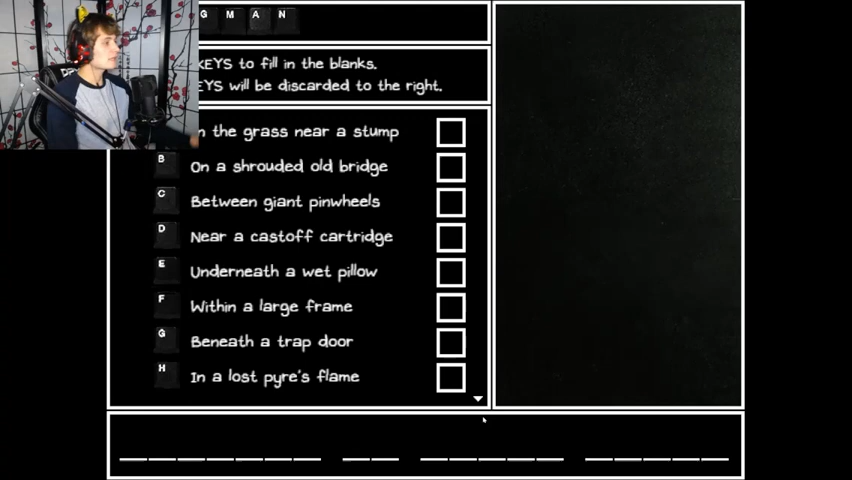 G M A N
KEYS to fill in the blanks.
EYS will be discarded to the right.
n the grass near a stump
B On a shrouded old bridge
C Between giant pinwheels
D Near a castoff cartridge
E Underneath a wet pillow
F Within a large frame
G Beneath a trap door
H In a lost pyre's flame